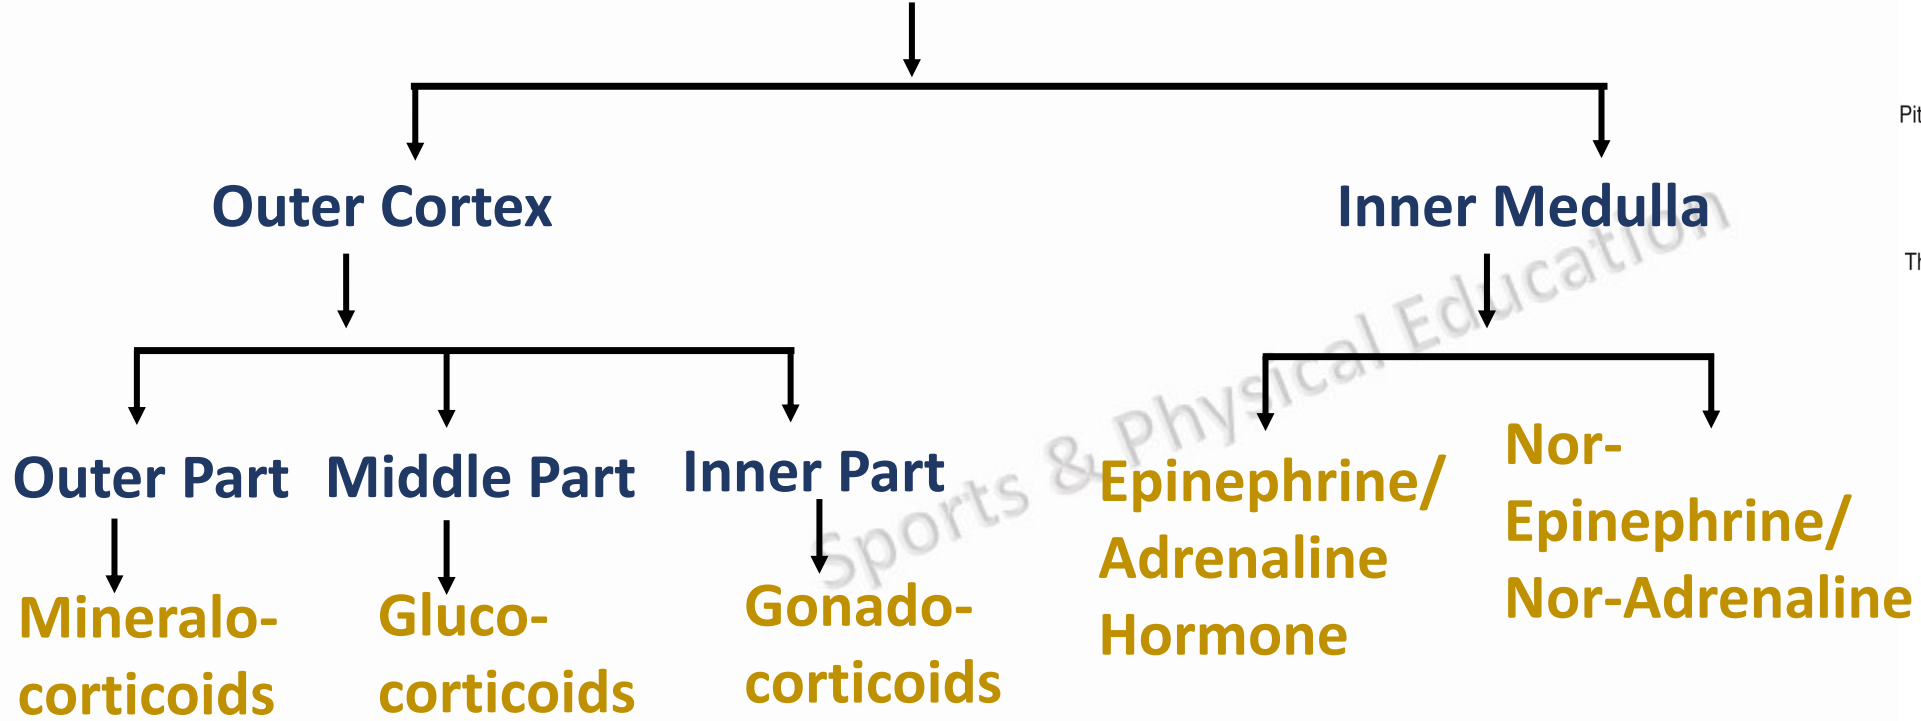 Outer Cortex
Inner Medulla
Outer Part
Middle Part
Inner Part
Mineralo-
corticoids
Gluco-
corticoids
Gonado-
corticoids
Epinephrine/
Adrenaline
Hormone
Nor-
Epinephrine/
Nor-Adrenaline
Sports & Physical Education